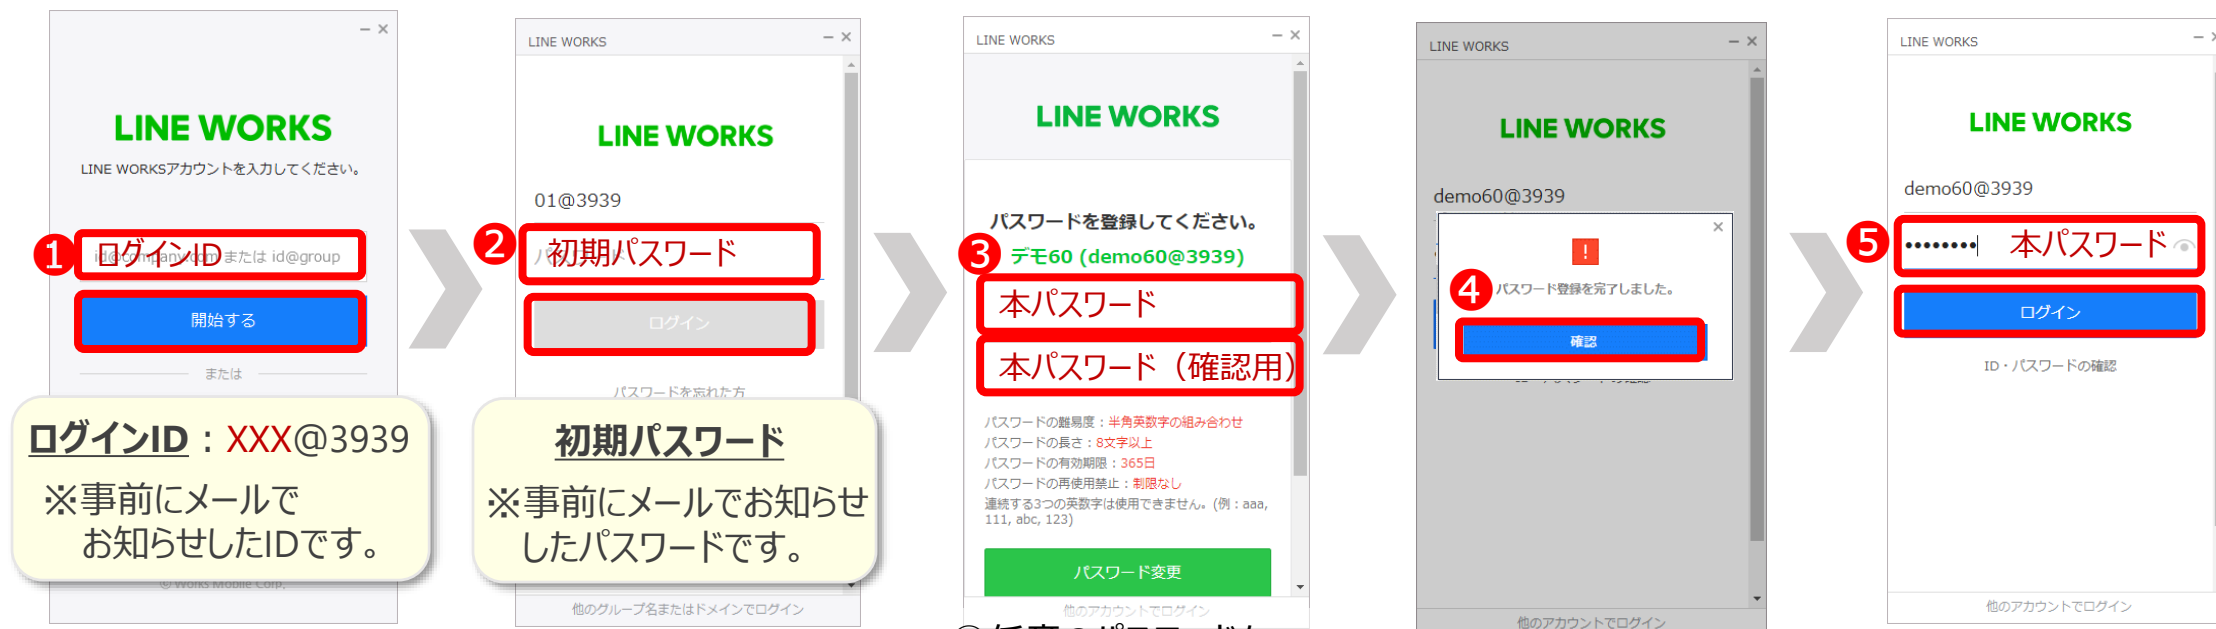 LINE WORKS
LINE WORKSアカウントを入力してください。
❶
ログインID
または id@group
開始する
または
ログインID：XXX@3939
※事前にメールで
お知らせしたIDです。
© Works Mobile Corp.
LINE WORKS
LINE WORKS
01@3939
❷
初期パスワード
ログイン
パスワードを忘れた方
初期パスワード
※事前にメールでお知らせ
したパスワードです。
他のグループ名またはドメインでログイン
LINE WORKS
LINE WORKS
パスワードを登録してください。
❸
デモ60 (demo60@3939)
本パスワード
本パスワード（確認用）
パスワードの難易度：半角英数字の組み合わせ
パスワードの長さ：8文字以上
パスワードの有効期限：365日
パスワードの再使用禁止：制限なし
連続する3つの英数字は使用できません。(例：aaa,
111, abc, 123)
パスワード変更
他のアカウントでログイン
LINE WORKS
LINE WORKS
demo60@3939
!
❹
パスワード登録を完了しました。
確認
他のアカウントでログイン
LINE WORKS
LINE WORKS
demo60@3939
❺
••••••••
本パスワード
ログイン
ID・パスワードの確認
他のアカウントでログイン